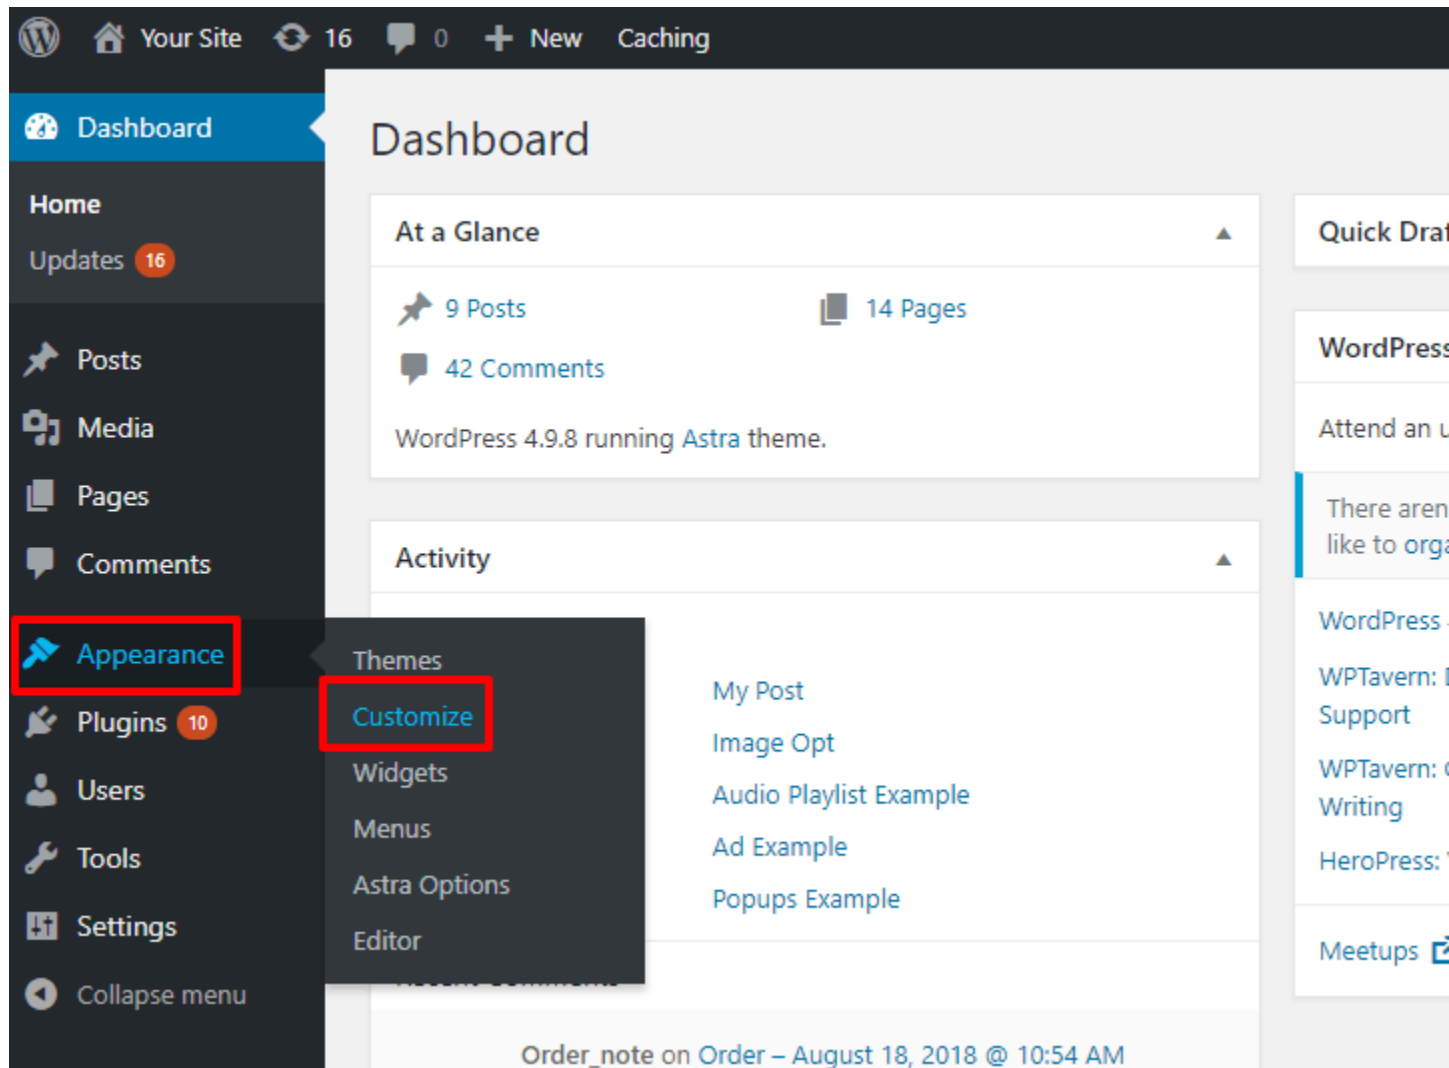 Your Site 16 0 New Caching
Dashboard
Home
Updates 16
Posts
Media
Pages
Comments
Appearance
Plugins 10
Users
Tools
Settings
Collapse menu
Themes
Customize
Widgets
Menus
Astra Options
Editor
Dashboard
At a Glance
9 Posts 14 Pages
42 Comments
WordPress 4.9.8 running Astra theme.
Activity
My Post
Image Opt
Audio Playlist Example
Ad Example
Popups Example
Order_note on Order – August 18, 2018 @ 10:54 AM
Quick
WordPress
Attend an
There
like to
WordPress
WPTavern:
Support
WPTavern:
Writing
HeroPress:
Meetups